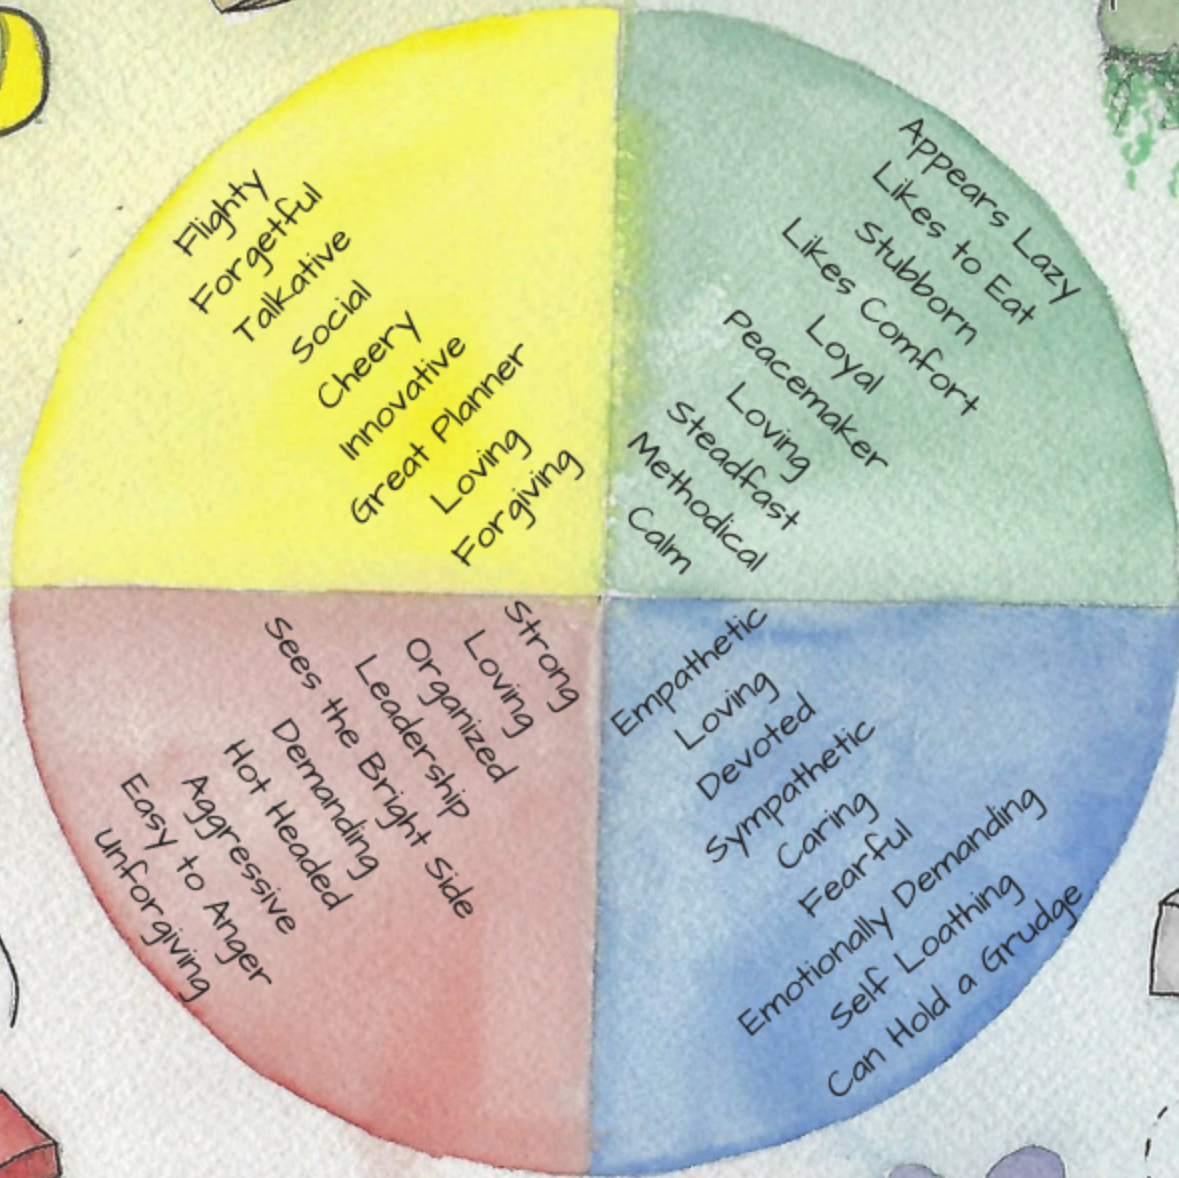 Flighty
Forgetful
Talkative
Social
Cheery
Innovative
Great Planner
Loving
Forgiving
Appears Lazy
Likes to Eat
Stubborn
Likes Comfort
Loyal
Peacemaker
Loving
Steadfast
Methodical
Calm
Strong
Loving
Organized
Leadership
Sees the Bright Side
Demanding
Hot Headed
Aggressive
Easy to Anger
unforgiving
Empathetic
Loving
Devoted
Sympathetic
Caring
Fearful
Emotionally Demanding
Self Loathing
Can Hold a Grudge